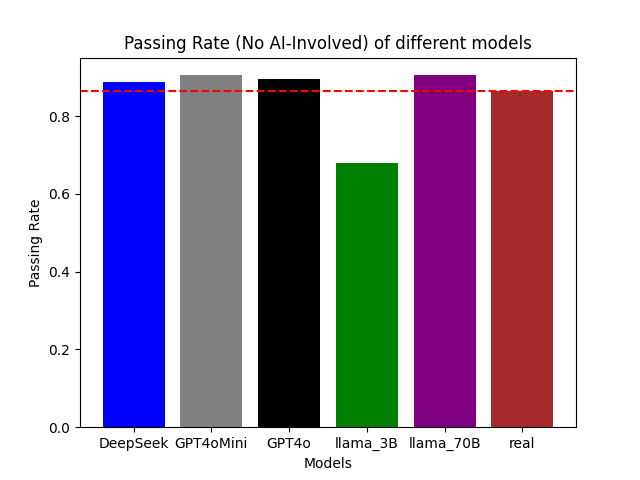 Passing Rate (No AI-Involved) of different models
Passing Rate
0.8
0.6
0.4
0.2
0.0
DeepSeek GPT4oMini GPT4o llama_3B llama_70B real
Models